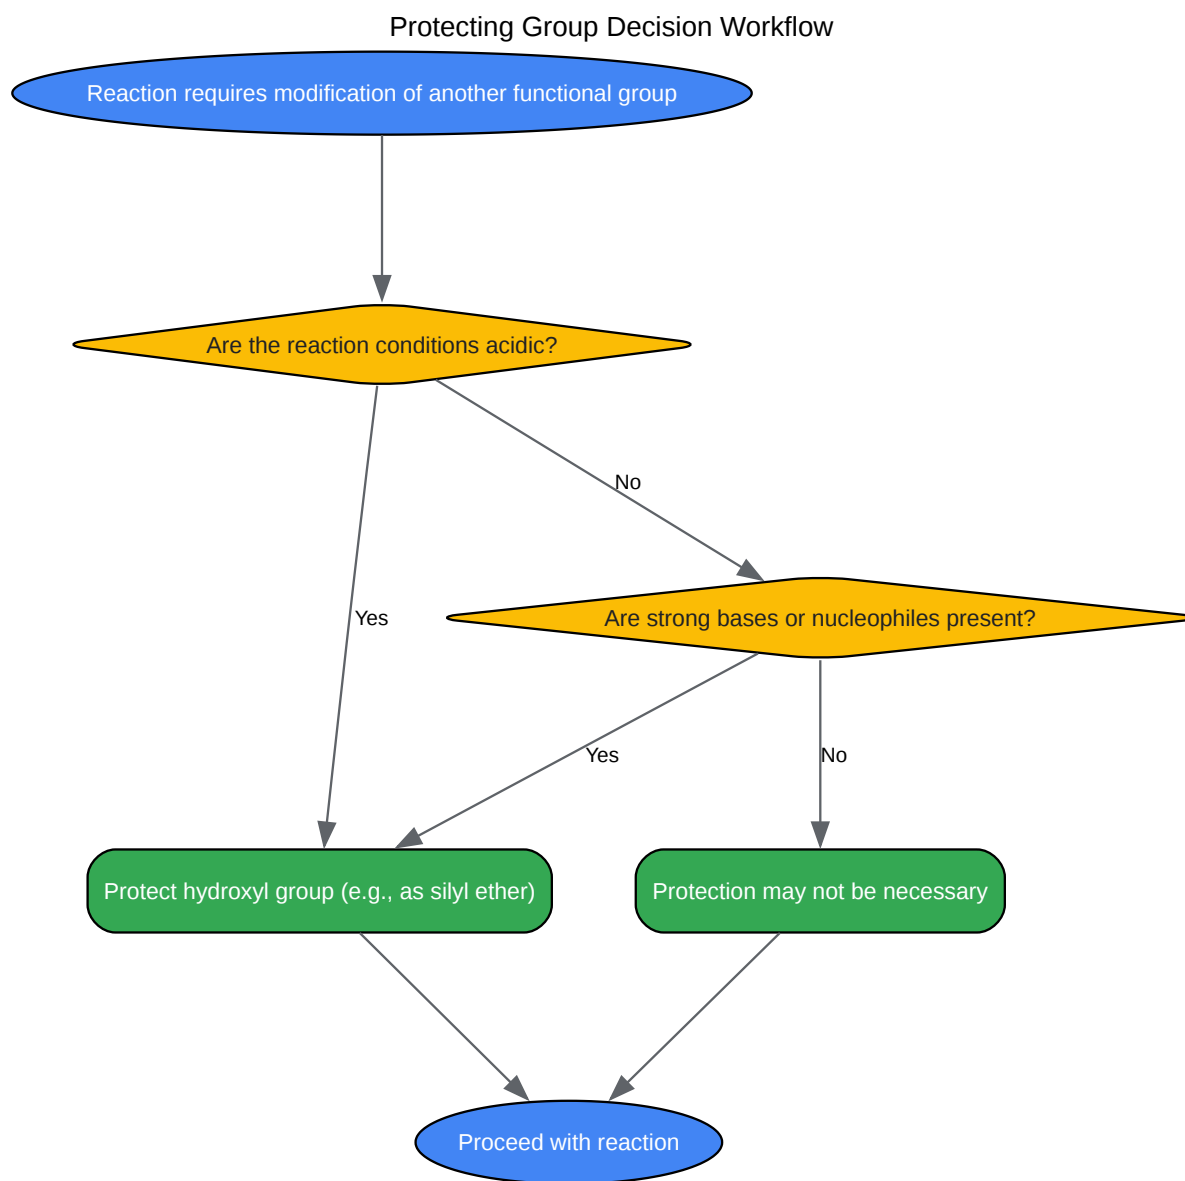 Protecting Group Decision Workflow
Reaction requires modification of another functional group
Are the reaction conditions acidic?
No
Yes
Are strong bases or nucleophiles present?
Yes
No
Protect hydroxyl group (e.g., as silyl ether)
Protection may not be necessary
Proceed with reaction